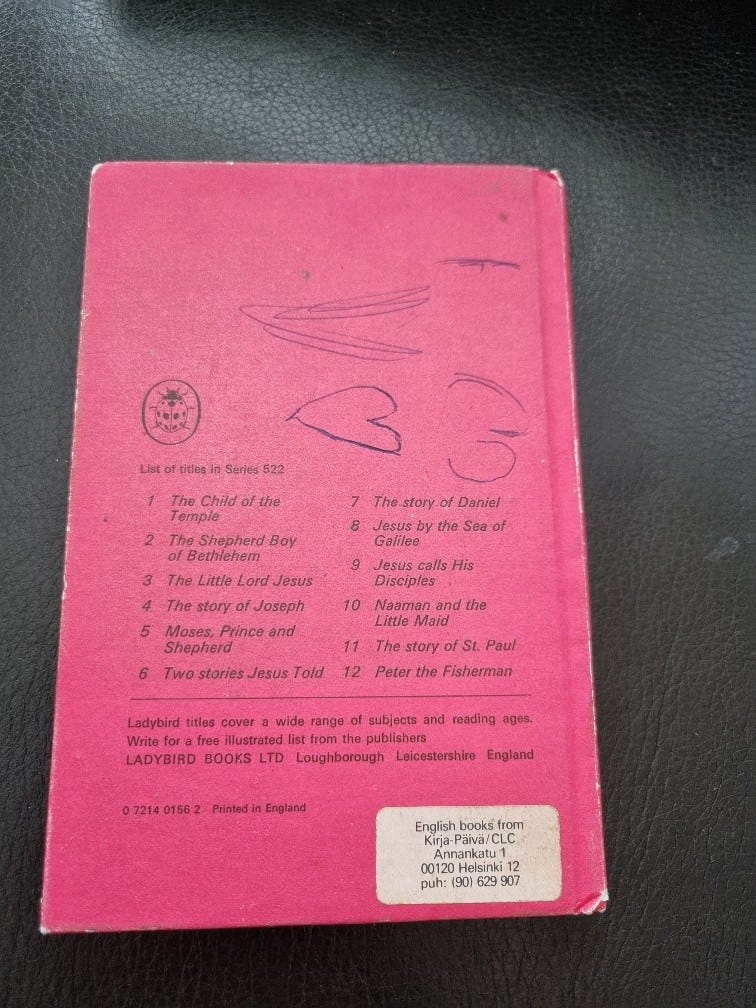 List of titles in Series 522
1 The Child of the
Temple
2 The Shepherd Boy
of Bethlehem
3 The Little Lord Jesus
4 The story of Joseph
5 Moses, Prince and
Shepherd
6 Two stories Jesus Told
7 The story of Daniel
8 Jesus by the Sea of
Galilee
9 Jesus calls His
Disciples
10 Naaman and the
Little Maid
11 The story of St. Paul
12 Peter the Fisherman
Ladybird titles cover a wide range of subjects and reading ages.
Write for a free illustrated list from the publishers
LADYBIRD BOOKS LTD Loughborough Leicestershire England
0 7214 0156 2 Printed in England
English books from
Kirja-Päivä/CLC
Annankatu 1
00120 Helsinki 12
puh: (90) 629 907